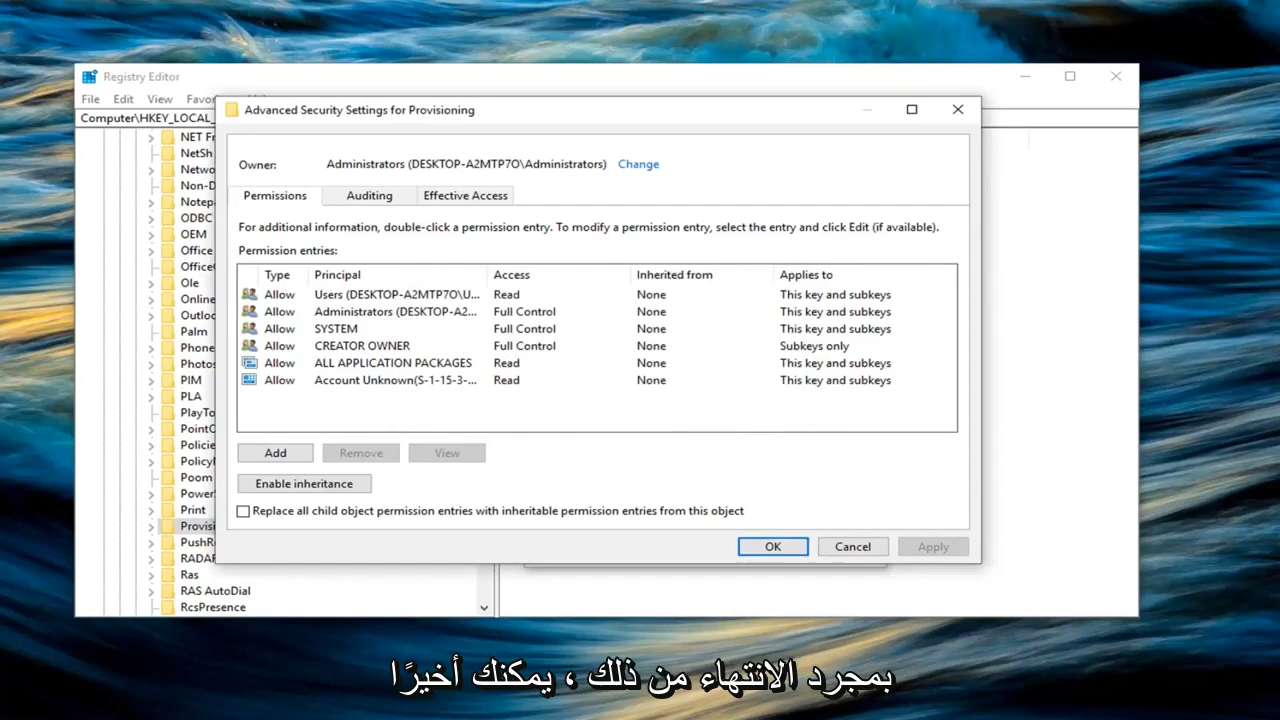 Registry Editor
File Edit View
Computer\HKEY_LOCAL_
Advanced Security Settings for Provisioning
Owner: Administrators (DESKTOP-A2MTP7O\Administrators) Change
Permissions Auditing Effective Access
For additional information, double-click a permission entry. To modify a permission entry, select the entry and click Edit (if available).
Permission entries:
Type Principal Access Inherited from Applies to
Allow Users (DESKTOP-A2MTP7O\U... Read None This key and subkeys
Allow Administrators (DESKTOP-A2... Full Control None This key and subkeys
Allow SYSTEM Full Control None This key and subkeys
Allow CREATOR OWNER Full Control None Subkeys only
Allow ALL APPLICATION PACKAGES Read None This key and subkeys
Allow Account Unknown(S-1-15-3-... Read None This key and subkeys
Add Remove View
Enable inheritance
Replace all child object permission entries with inheritable permission entries from this object
OK Cancel Apply
NET Fr
NetSh
Netwo
Non-D
Notepa
ODBC
OEM
Office
Office
Ole
Online
Outloo
Palm
Phone
Photos
PIM
PLA
PlayTo
PointO
Policie
PolicyM
Poom
PowerS
Print
Provisi
PushRo
RADAR
Ras
RAS AutoDial
RcsPresence
بمجرد الانتهاء من ذلك ، يمكنك أخيرًا